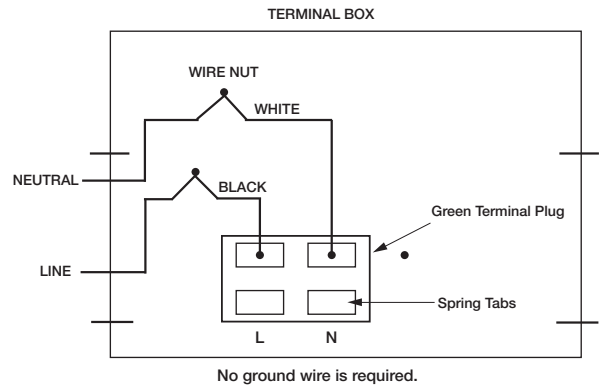 TERMINAL BOX
WIRE NUT
WHITE
NEUTRAL
BLACK
Green Terminal Plug
LINE
Spring Tabs
L N
No ground wire is required.